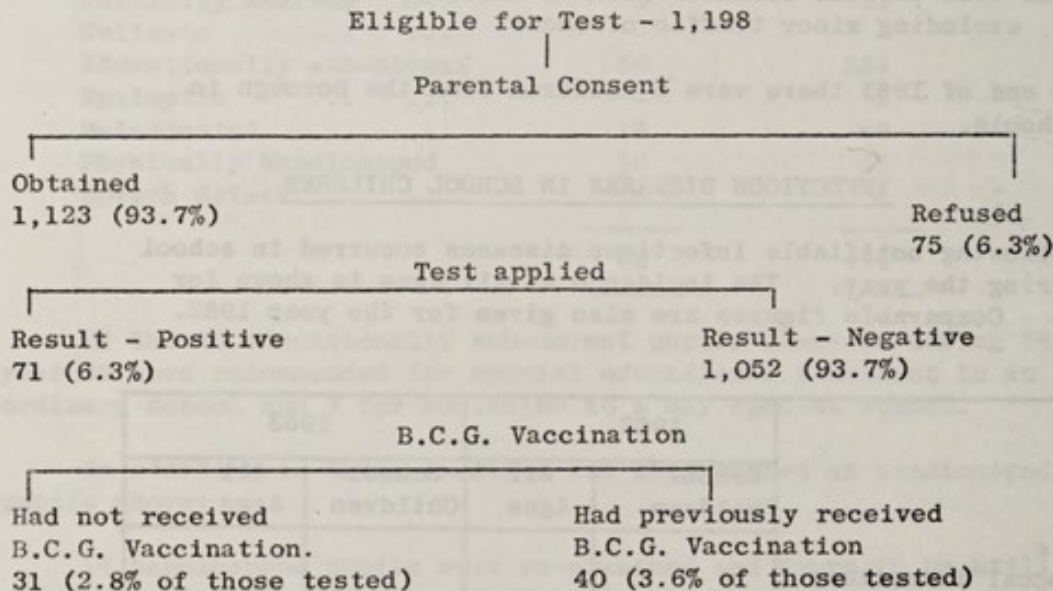 Eligible for Test - 1,198
Parental Consent
Obtained
1,123 (93.7%)
Refused
75 (6.3%)
Test applied
Result - Positive
71 (6.3%)
Result - Negative
1,052 (93.7%)
B.C.G. Vaccination
Had not received
B.C.G. Vaccination.
31 (2.8% of those tested)
Had previously received
B.C.G. Vaccination
40 (3.6% of those tested)